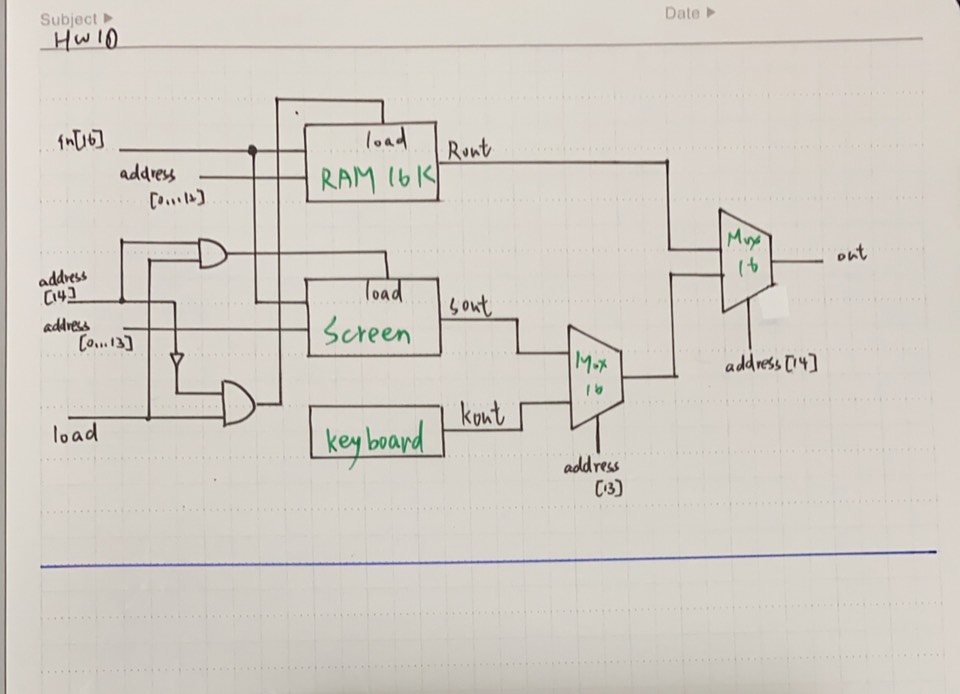 Subject ▶
Date ▶
HW10
in[16]
load
Rout
address
[0...12]
RAM 16K
Mux
16
out
address
[14]
load
Sout
address
[0...13]
Screen
Mux
16
address [14]
load
Kout
keyboard
address
[13]